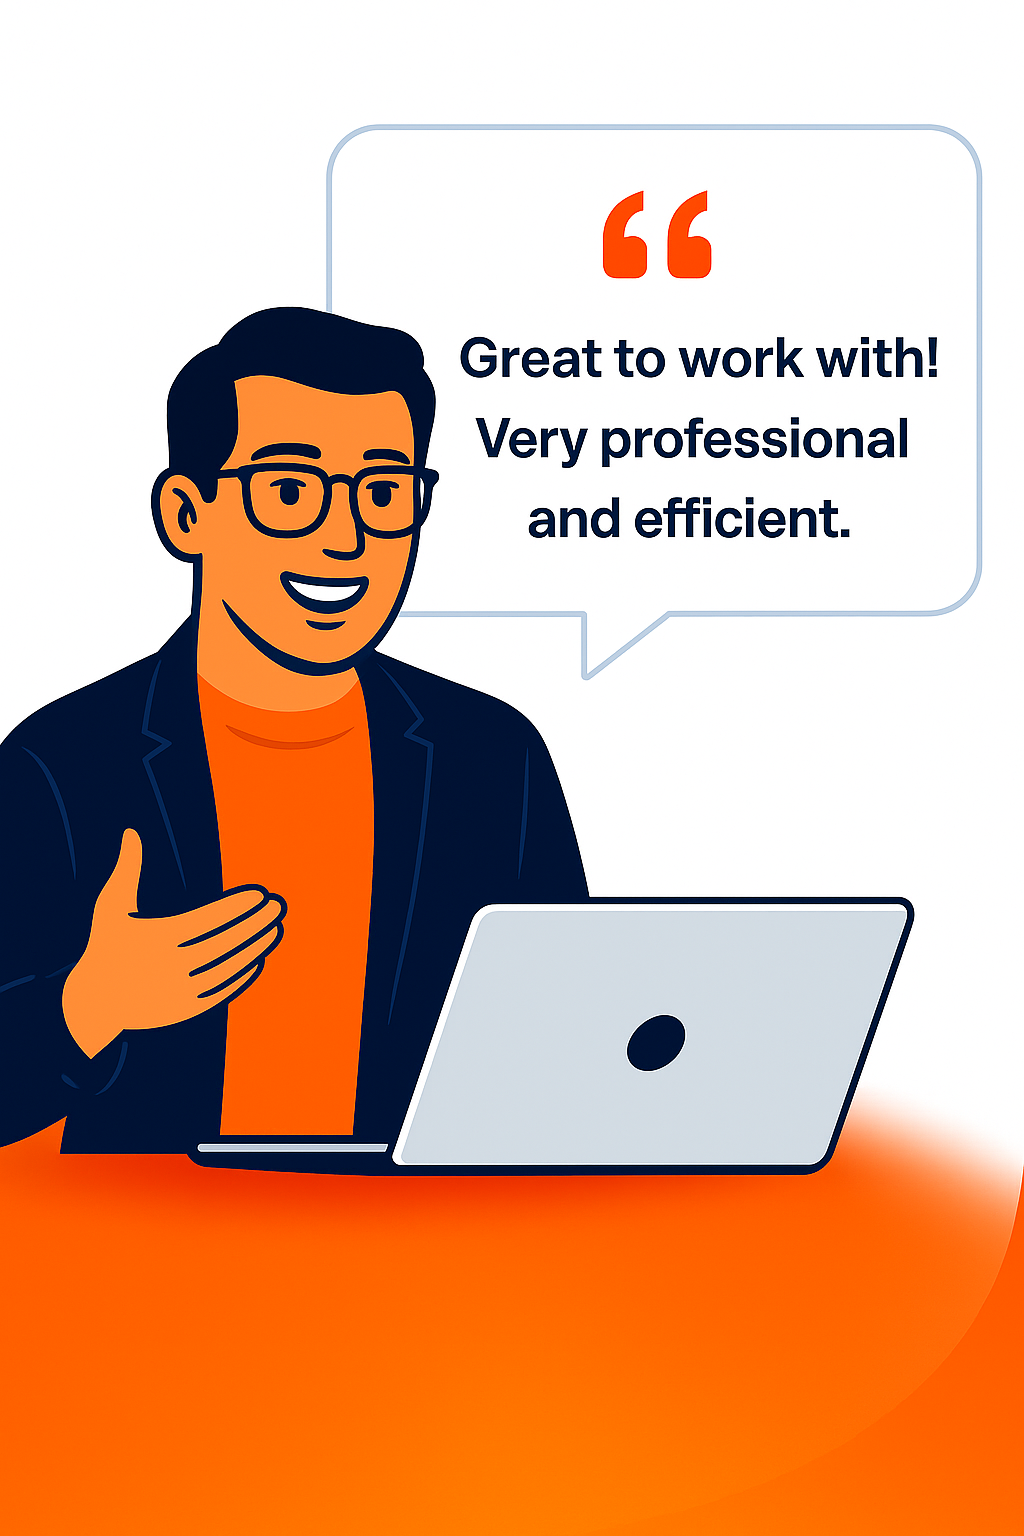 “
Great to work with!
Very professional
and efficient.